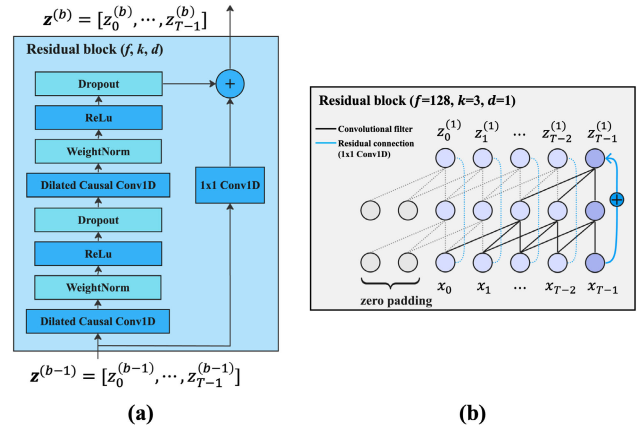 𝒛^(b) = [z_0^(b), ⋯, z_{T−1}^(b)]
Residual block (f, k, d)
Dropout
ReLu
WeightNorm
Dilated Causal Conv1D
Dropout
ReLu
WeightNorm
Dilated Causal Conv1D
+
1x1 Conv1D
𝒛^(b−1) = [z_0^(b−1), ⋯, z_{T−1}^(b−1)]
(a)
Residual block (f=128, k=3, d=1)
Convolutional filter
Residual connection
(1x1 Conv1D)
z_0^(1) z_1^(1) ... z_{T−2}^(1) z_{T−1}^(1)
+
x_0 x_1 ... x_{T−2} x_{T−1}
zero padding
(b)